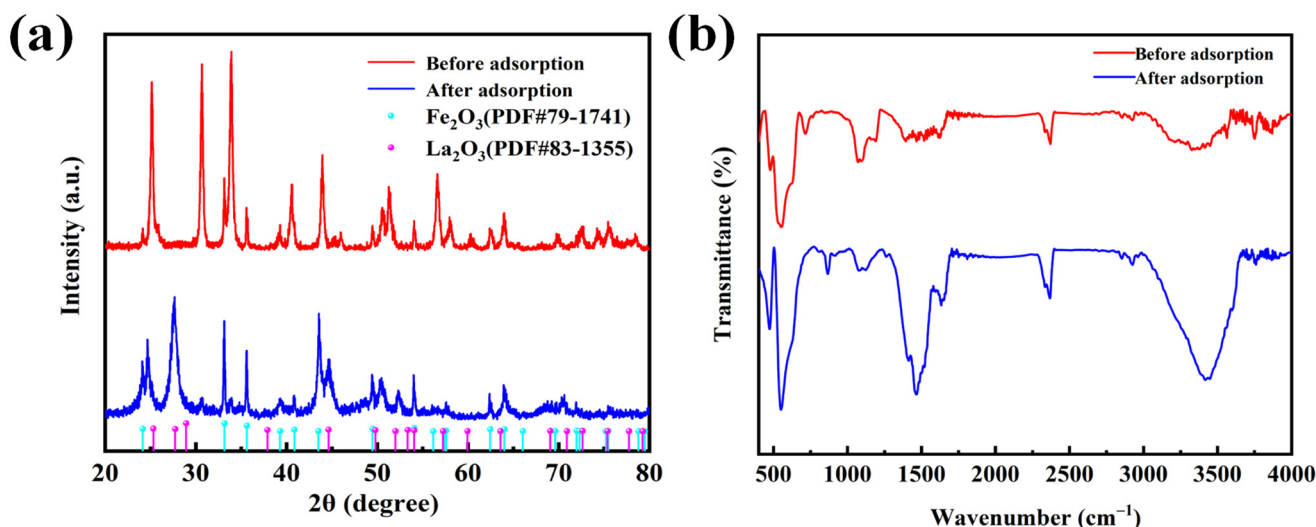 (a)
Before adsorption
After adsorption
Fe₂O₃(PDF#79-1741)
La₂O₃(PDF#83-1355)
Intensity (a.u.)
20 30 40 50 60 70 80
2θ (degree)
(b)
Before adsorption
After adsorption
Transmittance (%)
500 1000 1500 2000 2500 3000 3500 4000
Wavenumber (cm⁻¹)